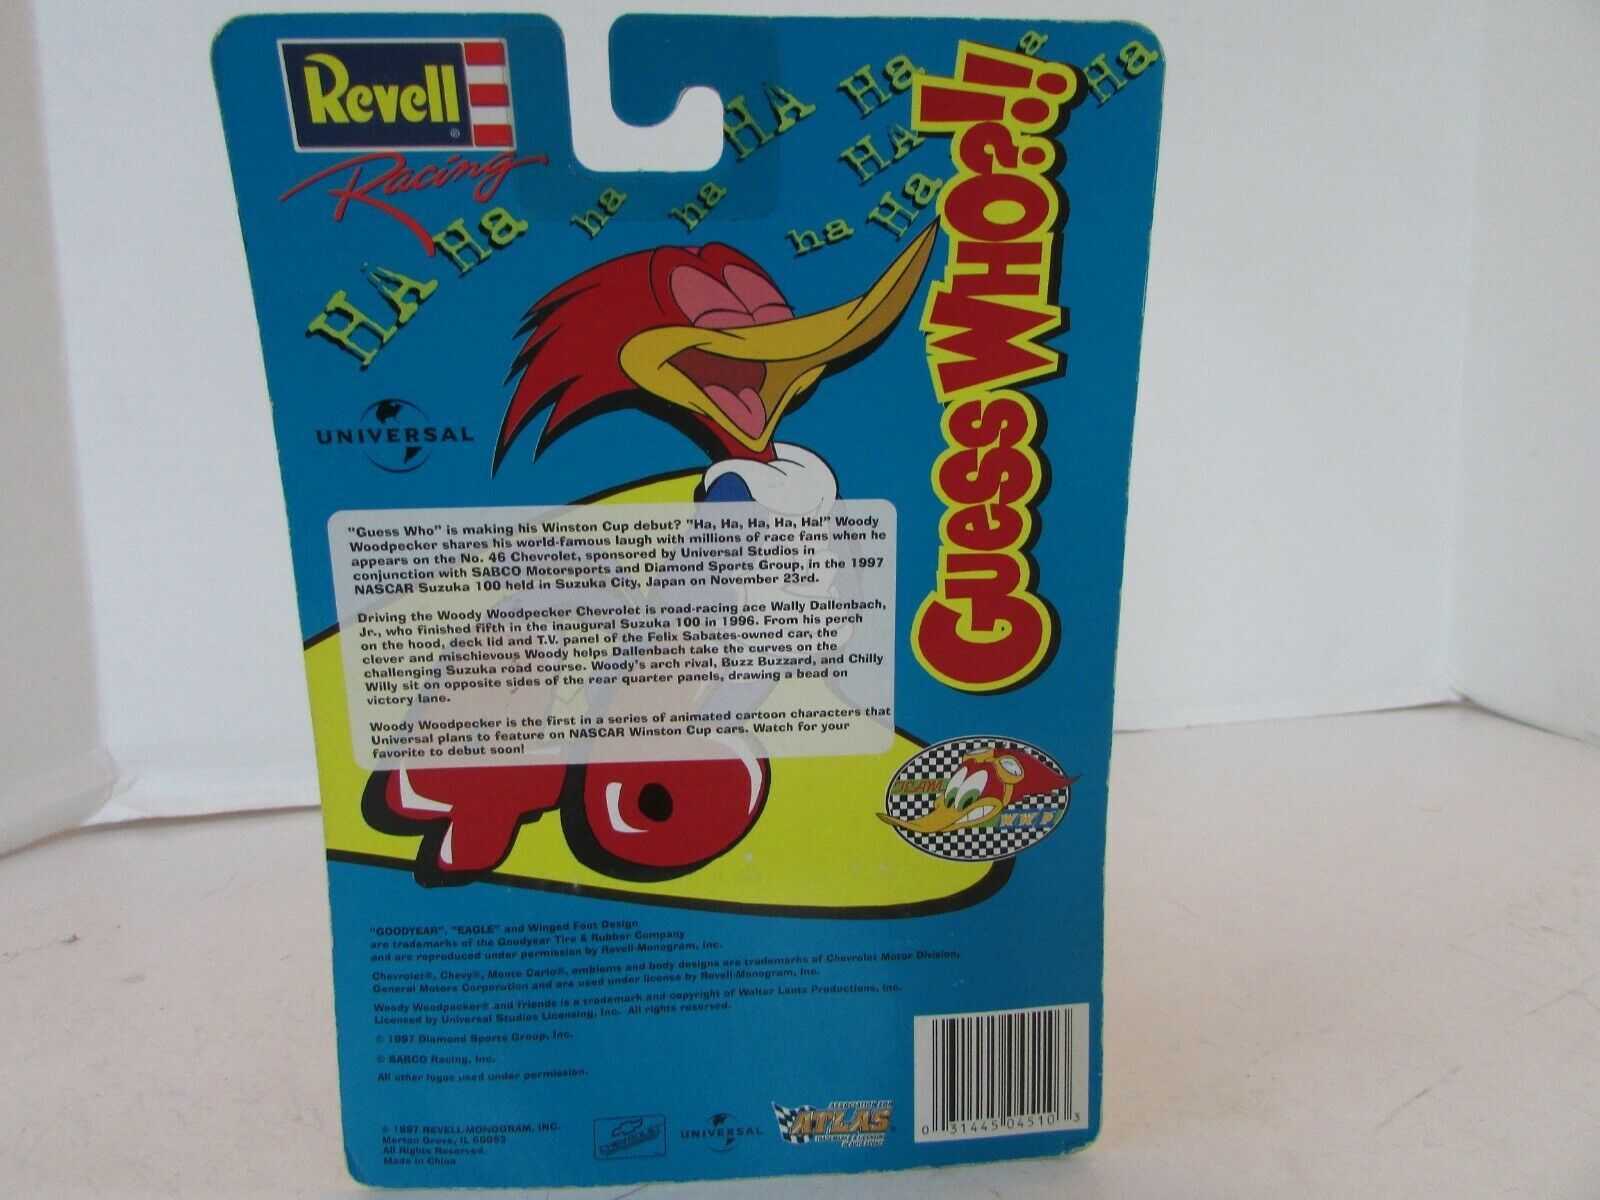 Revell
®
Racing
HA Ha ha ha HA Ha
HA
ha Ha
a
Ha
GUESS WHO?!!
UNIVERSAL
"Guess Who" is making his Winston Cup debut? "Ha, Ha, Ha, Ha, Ha!" Woody
Woodpecker shares his world-famous laugh with millions of race fans when he
appears on the No. 46 Chevrolet, sponsored by Universal Studios in
conjunction with SABCO Motorsports and Diamond Sports Group, in the 1997
NASCAR Suzuka 100 held in Suzuka City, Japan on November 23rd.
Driving the Woody Woodpecker Chevrolet is road-racing ace Wally Dallenbach,
Jr., who finished fifth in the inaugural Suzuka 100 in 1996. From his perch
on the hood, deck lid and T.V. panel of the Felix Sabates-owned car, the
clever and mischievous Woody helps Dallenbach take the curves on the
challenging Suzuka road course. Woody's arch rival, Buzz Buzzard, and Chilly
Willy sit on opposite sides of the rear quarter panels, drawing a bead on
victory lane.
Woody Woodpecker is the first in a series of animated cartoon characters that
Universal plans to feature on NASCAR Winston Cup cars. Watch for your
favorite to debut soon!
TEAM
WWP
"GOODYEAR", "EAGLE" and Winged Foot Design
are trademarks of the Goodyear Tire & Rubber Company
and are reproduced under permission by Revell-Monogram, Inc.
Chevrolet®, Chevy®, Monte Carlo®, emblems and body designs are trademarks of Chevrolet Motor Division,
General Motors Corporation and are used under license by Revell-Monogram, Inc.
Woody Woodpecker® and friends is a trademark and copyright of Walter Lantz Productions, Inc.
Licensed by Universal Studios Licensing, Inc. All rights reserved.
© 1997 Diamond Sports Group, Inc.
© SABCO Racing, Inc.
All other logos used under permission.
© 1997 REVELL-MONOGRAM, INC.
Morton Grove, IL 60053
All Rights Reserved.
Made in China
CHEVROLET
UNIVERSAL
ASSOCIATION FOR
ATLAS
0 31445 04510 3